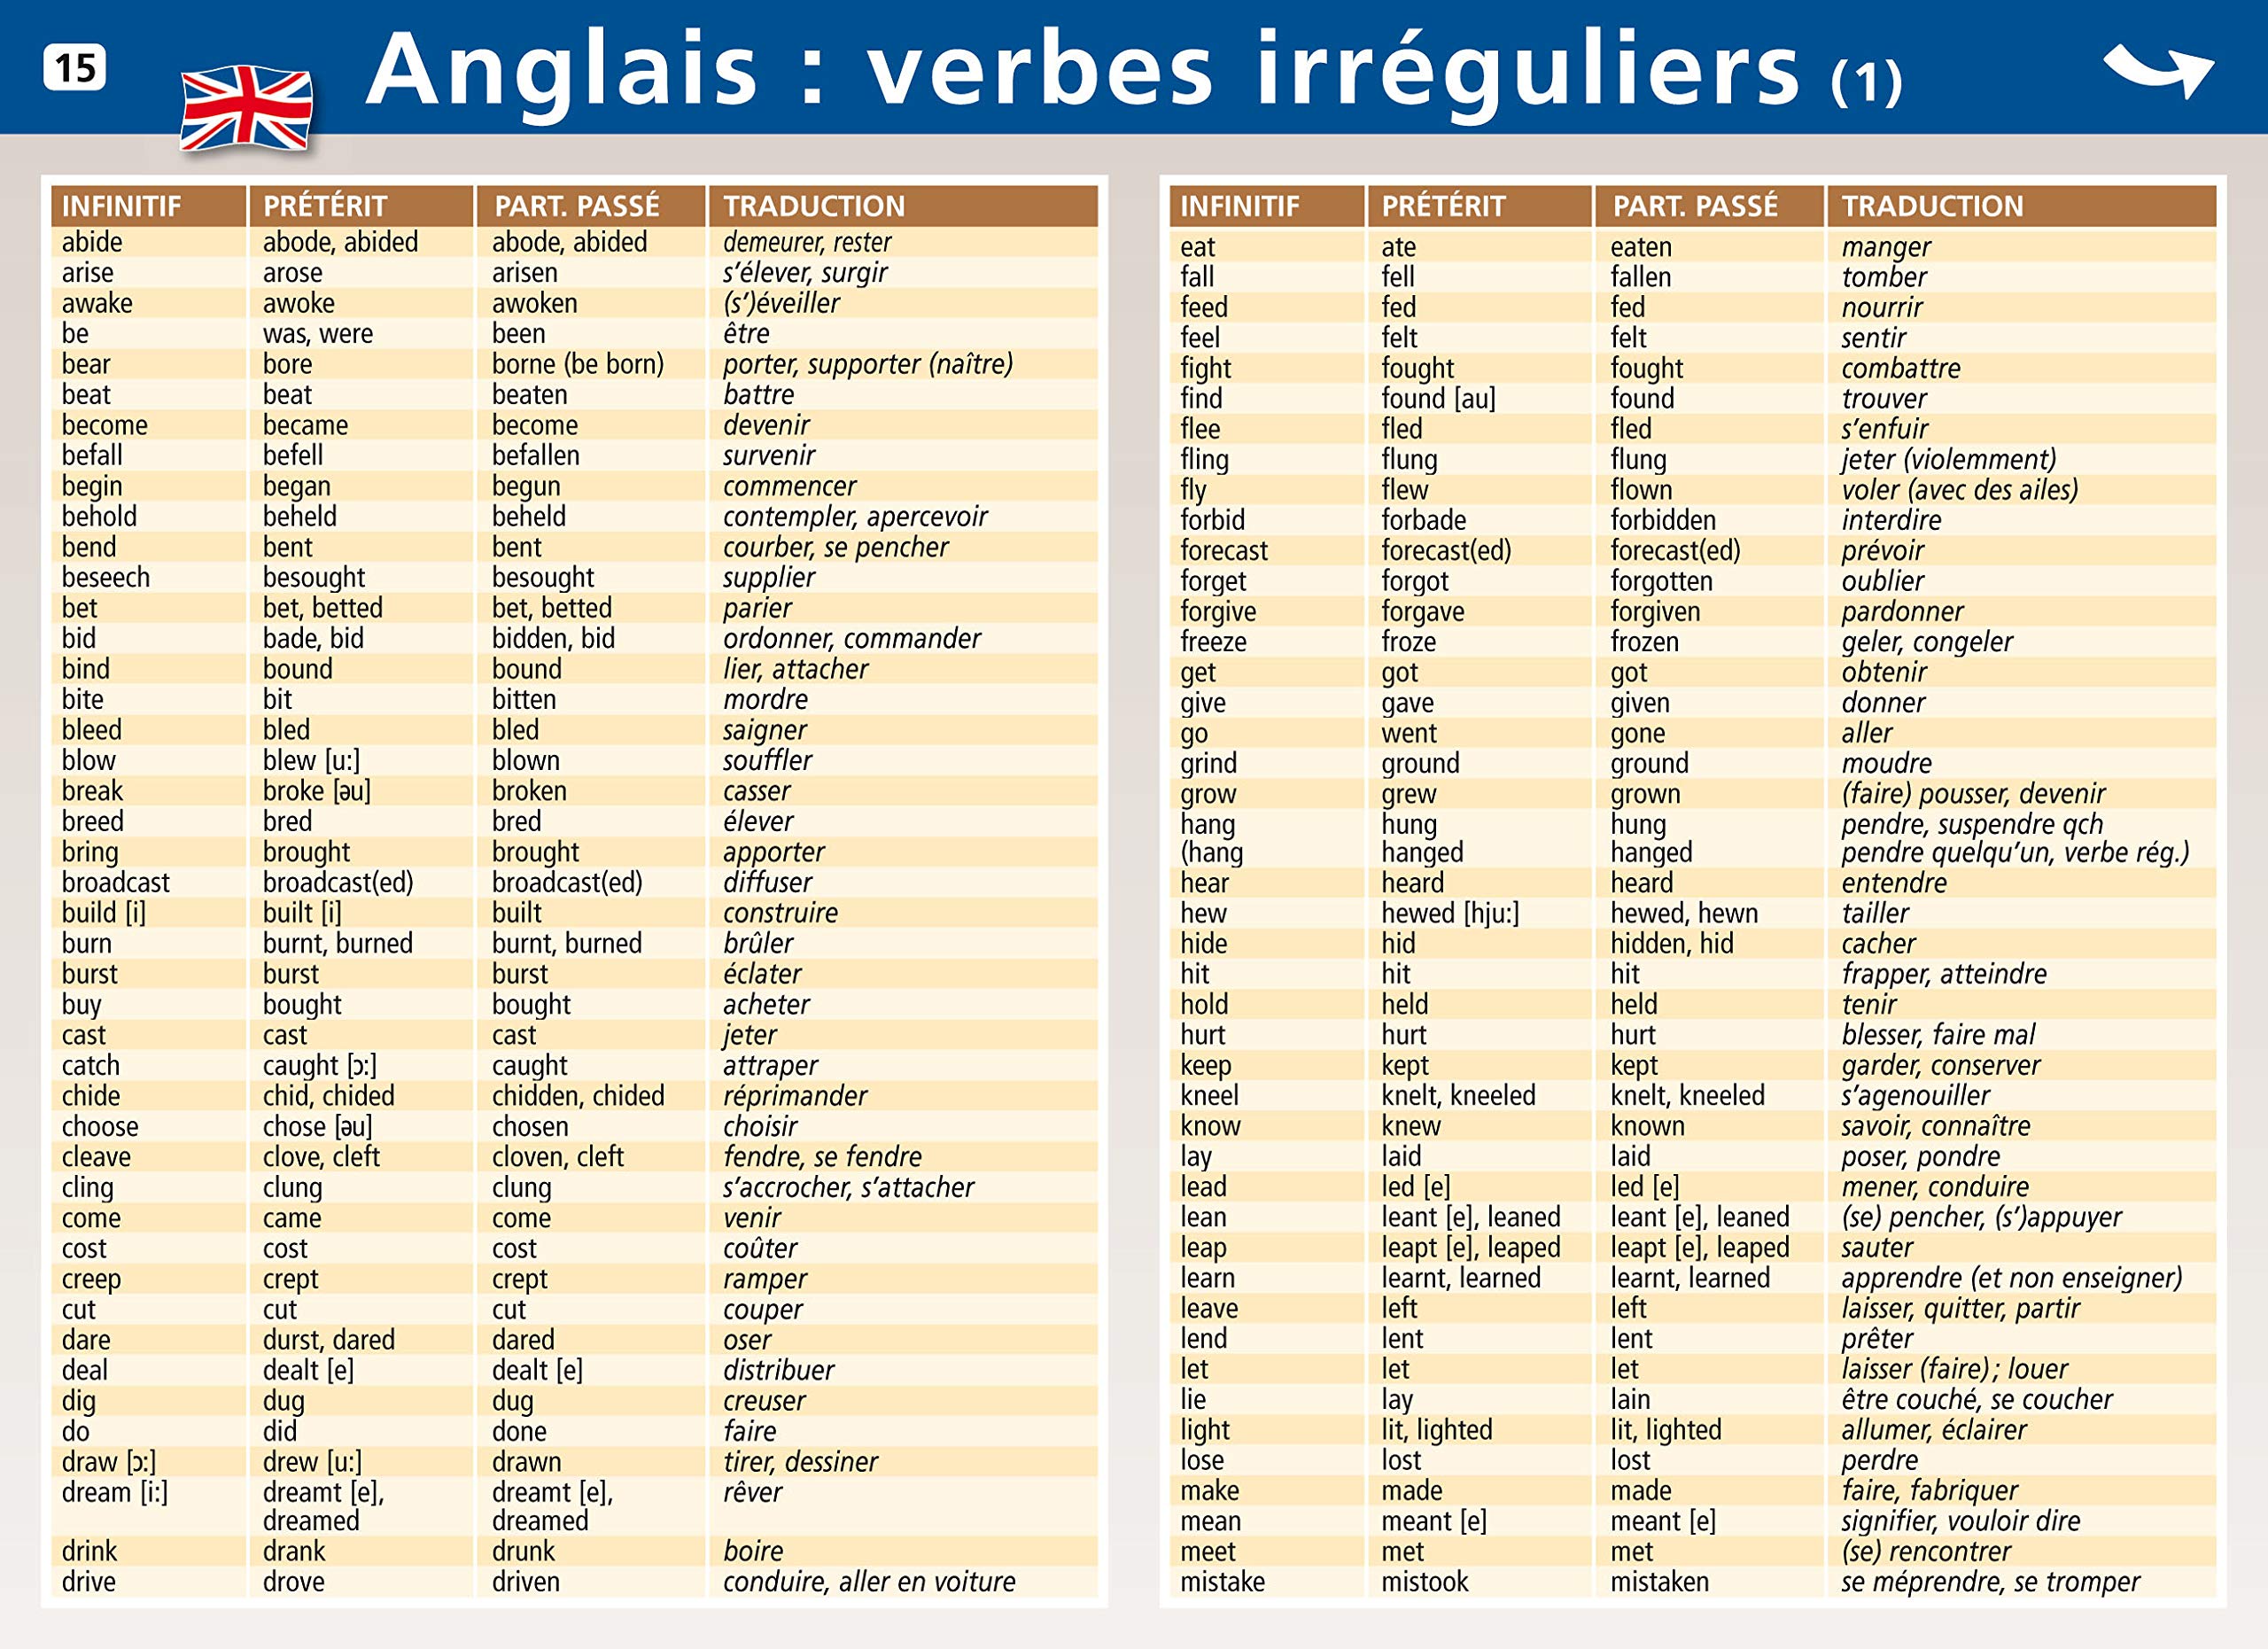 15
Anglais : verbes irréguliers (1)
INFINITIF PRÉTÉRIT PART. PASSÉ TRADUCTION
abide abode, abided abode, abided demeurer, rester
arise arose arisen s’élever, surgir
awake awoke awoken (s’)éveiller
be was, were been être
bear bore borne (be born) porter, supporter (naître)
beat beat beaten battre
become became become devenir
befall befell befallen survenir
begin began begun commencer
behold beheld beheld contempler, apercevoir
bend bent bent courber, se pencher
beseech besought besought supplier
bet bet, betted bet, betted parier
bid bade, bid bidden, bid ordonner, commander
bind bound bound lier, attacher
bite bit bitten mordre
bleed bled bled saigner
blow blew [u:] blown souffler
break broke [əu] broken casser
breed bred bred élever
bring brought brought apporter
broadcast broadcast(ed) broadcast(ed) diffuser
build [i] built [i] built construire
burn burnt, burned burnt, burned brûler
burst burst burst éclater
buy bought bought acheter
cast cast cast jeter
catch caught [ɔ:] caught attraper
chide chid, chided chidden, chided réprimander
choose chose [əu] chosen choisir
cleave clove, cleft cloven, cleft fendre, se fendre
cling clung clung s’accrocher, s’attacher
come came come venir
cost cost cost coûter
creep crept crept ramper
cut cut cut couper
dare durst, dared dared oser
deal dealt [e] dealt [e] distribuer
dig dug dug creuser
do did done faire
draw [ɔ:] drew [u:] drawn tirer, dessiner
dream [i:] dreamt [e], dreamt [e], rêver
dreamed dreamed
drink drank drunk boire
drive drove driven conduire, aller en voiture
INFINITIF PRÉTÉRIT PART. PASSÉ TRADUCTION
eat ate eaten manger
fall fell fallen tomber
feed fed fed nourrir
feel felt felt sentir
fight fought fought combattre
find found [au] found trouver
flee fled fled s’enfuir
fling flung flung jeter (violemment)
fly flew flown voler (avec des ailes)
forbid forbade forbidden interdire
forecast forecast(ed) forecast(ed) prévoir
forget forgot forgotten oublier
forgive forgave forgiven pardonner
freeze froze frozen geler, congeler
get got got obtenir
give gave given donner
go went gone aller
grind ground ground moudre
grow grew grown (faire) pousser, devenir
hang hung hung pendre, suspendre qch
(hang hanged hanged pendre quelqu’un, verbe rég.)
hear heard heard entendre
hew hewed [hju:] hewed, hewn tailler
hide hid hidden, hid cacher
hit hit hit frapper, atteindre
hold held held tenir
hurt hurt hurt blesser, faire mal
keep kept kept garder, conserver
kneel knelt, kneeled knelt, kneeled s’agenouiller
know knew known savoir, connaître
lay laid laid poser, pondre
lead led [e] led [e] mener, conduire
lean leant [e], leaned leant [e], leaned (se) pencher, (s’)appuyer
leap leapt [e], leaped leapt [e], leaped sauter
learn learnt, learned learnt, learned apprendre (et non enseigner)
leave left left laisser, quitter, partir
lend lent lent prêter
let let let laisser (faire) ; louer
lie lay lain être couché, se coucher
light lit, lighted lit, lighted allumer, éclairer
lose lost lost perdre
make made made faire, fabriquer
mean meant [e] meant [e] signifier, vouloir dire
meet met met (se) rencontrer
mistake mistook mistaken se méprendre, se tromper